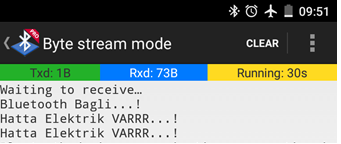 09:51
PRO
Byte stream mode
CLEAR
Txd: 1B
Rxd: 73B
Running: 30s
Waiting to receive…
Bluetooth Bagli...!
Hatta Elektrik VARRR...!
Hatta Elektrik VARRR...!